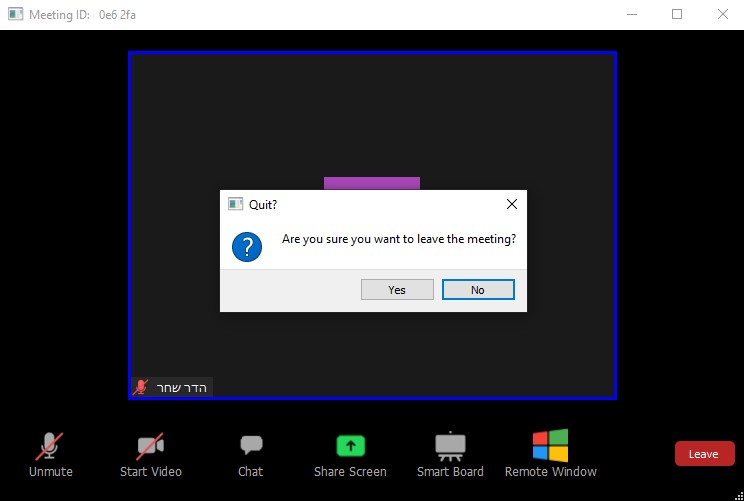 Meeting ID: 0e6 2fa
Quit?
Are you sure you want to leave the meeting?
Yes No
הדר שחר
Unmute Start Video Chat Share Screen Smart Board Remote Window Leave